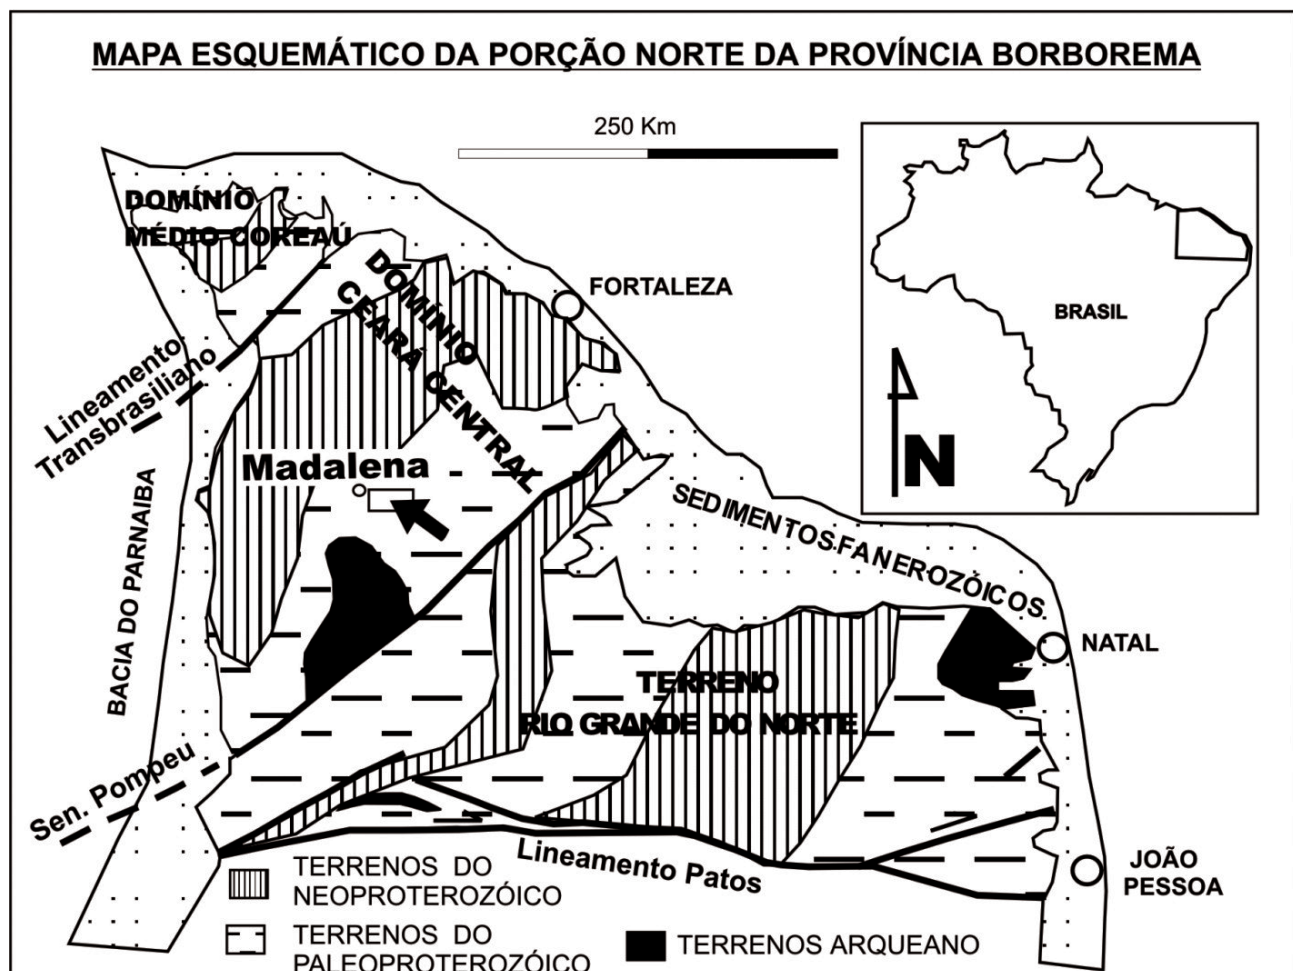 MAPA ESQUEMÁTICO DA PORÇÃO NORTE DA PROVÍNCIA BORBOREMA
250 Km
DOMÍNIO
MÉDIO COREAÚ
DOMÍNIO
CEARÁ CENTRAL
FORTALEZA
BRASIL
N
Lineamento
Transbrasiliano
Madalena
BACIA DO PARNAIBA
SEDIMENTOS FANEROZÓICOS
NATAL
TERRENO
RIO GRANDE DO NORTE
Sen. Pompeu
Lineamento Patos
JOÃO
PESSOA
TERRENOS DO
NEOPROTEROZÓICO
TERRENOS DO
PALEOPROTEROZÓICO
TERRENOS ARQUEANO